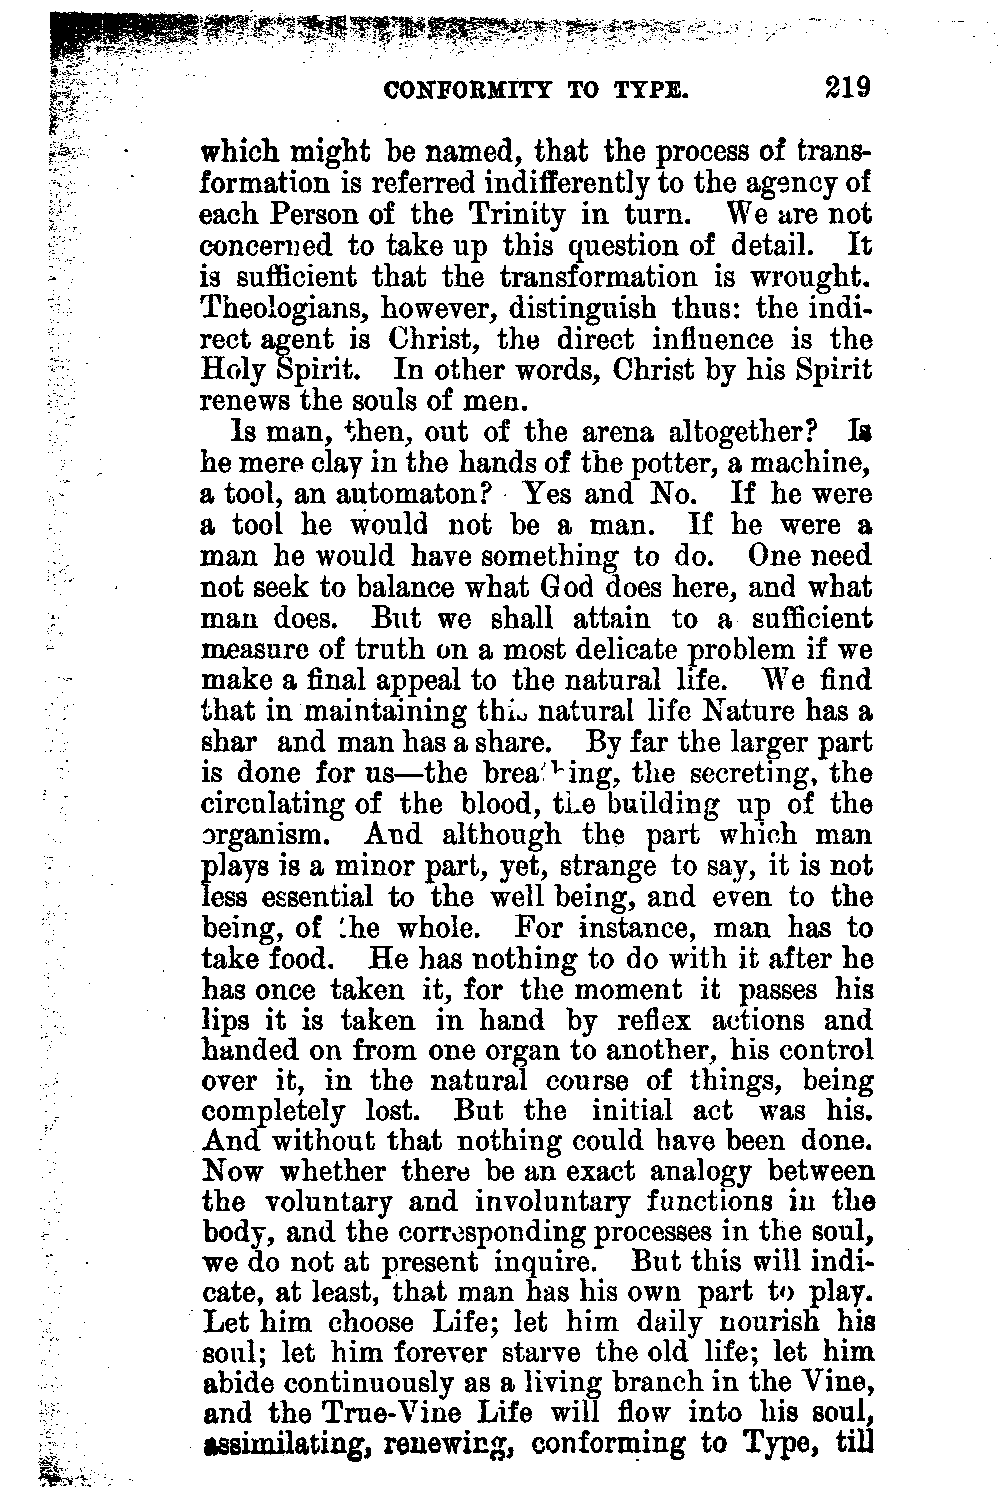 CONFORMITY TO TYPE. 219
which might be named, that the process of trans-
formation is referred indifferently to the agency of
each Person of the Trinity in turn. We are not
concerned to take up this question of detail. It
is sufficient that the transformation is wrought.
Theologians, however, distinguish thus: the indi-
rect agent is Christ, the direct influence is the
Holy Spirit. In other words, Christ by his Spirit
renews the souls of men.
Is man, then, out of the arena altogether? Is
he mere clay in the hands of the potter, a machine,
a tool, an automaton? Yes and No. If he were
a tool he would not be a man. If he were a
man he would have something to do. One need
not seek to balance what God does here, and what
man does. But we shall attain to a sufficient
measure of truth on a most delicate problem if we
make a final appeal to the natural life. We find
that in maintaining this natural life Nature has a
shar and man has a share. By far the larger part
is done for us—the breathing, the secreting, the
circulating of the blood, the building up of the
organism. And although the part which man
plays is a minor part, yet, strange to say, it is not
less essential to the well being, and even to the
being, of the whole. For instance, man has to
take food. He has nothing to do with it after he
has once taken it, for the moment it passes his
lips it is taken in hand by reflex actions and
handed on from one organ to another, his control
over it, in the natural course of things, being
completely lost. But the initial act was his.
And without that nothing could have been done.
Now whether there be an exact analogy between
the voluntary and involuntary functions in the
body, and the corresponding processes in the soul,
we do not at present inquire. But this will indi-
cate, at least, that man has his own part to play.
Let him choose Life; let him daily nourish his
soul; let him forever starve the old life; let him
abide continuously as a living branch in the Vine,
and the True-Vine Life will flow into his soul,
assimilating, renewing, conforming to Type, till